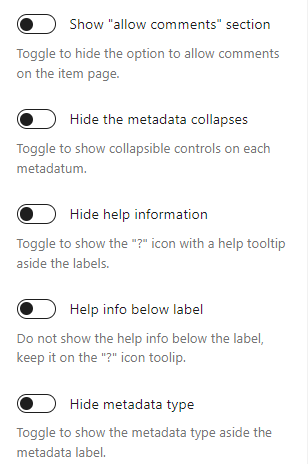 Show "allow comments" section
Toggle to hide the option to allow comments
on the item page.
Hide the metadata collapses
Toggle to show collapsible controls on each
metadatum.
Hide help information
Toggle to show the "?" icon with a help tooltip
aside the labels.
Help info below label
Do not show the help info below the label,
keep it on the "?" icon toolip.
Hide metadata type
Toggle to show the metadata type aside the
metadata label.